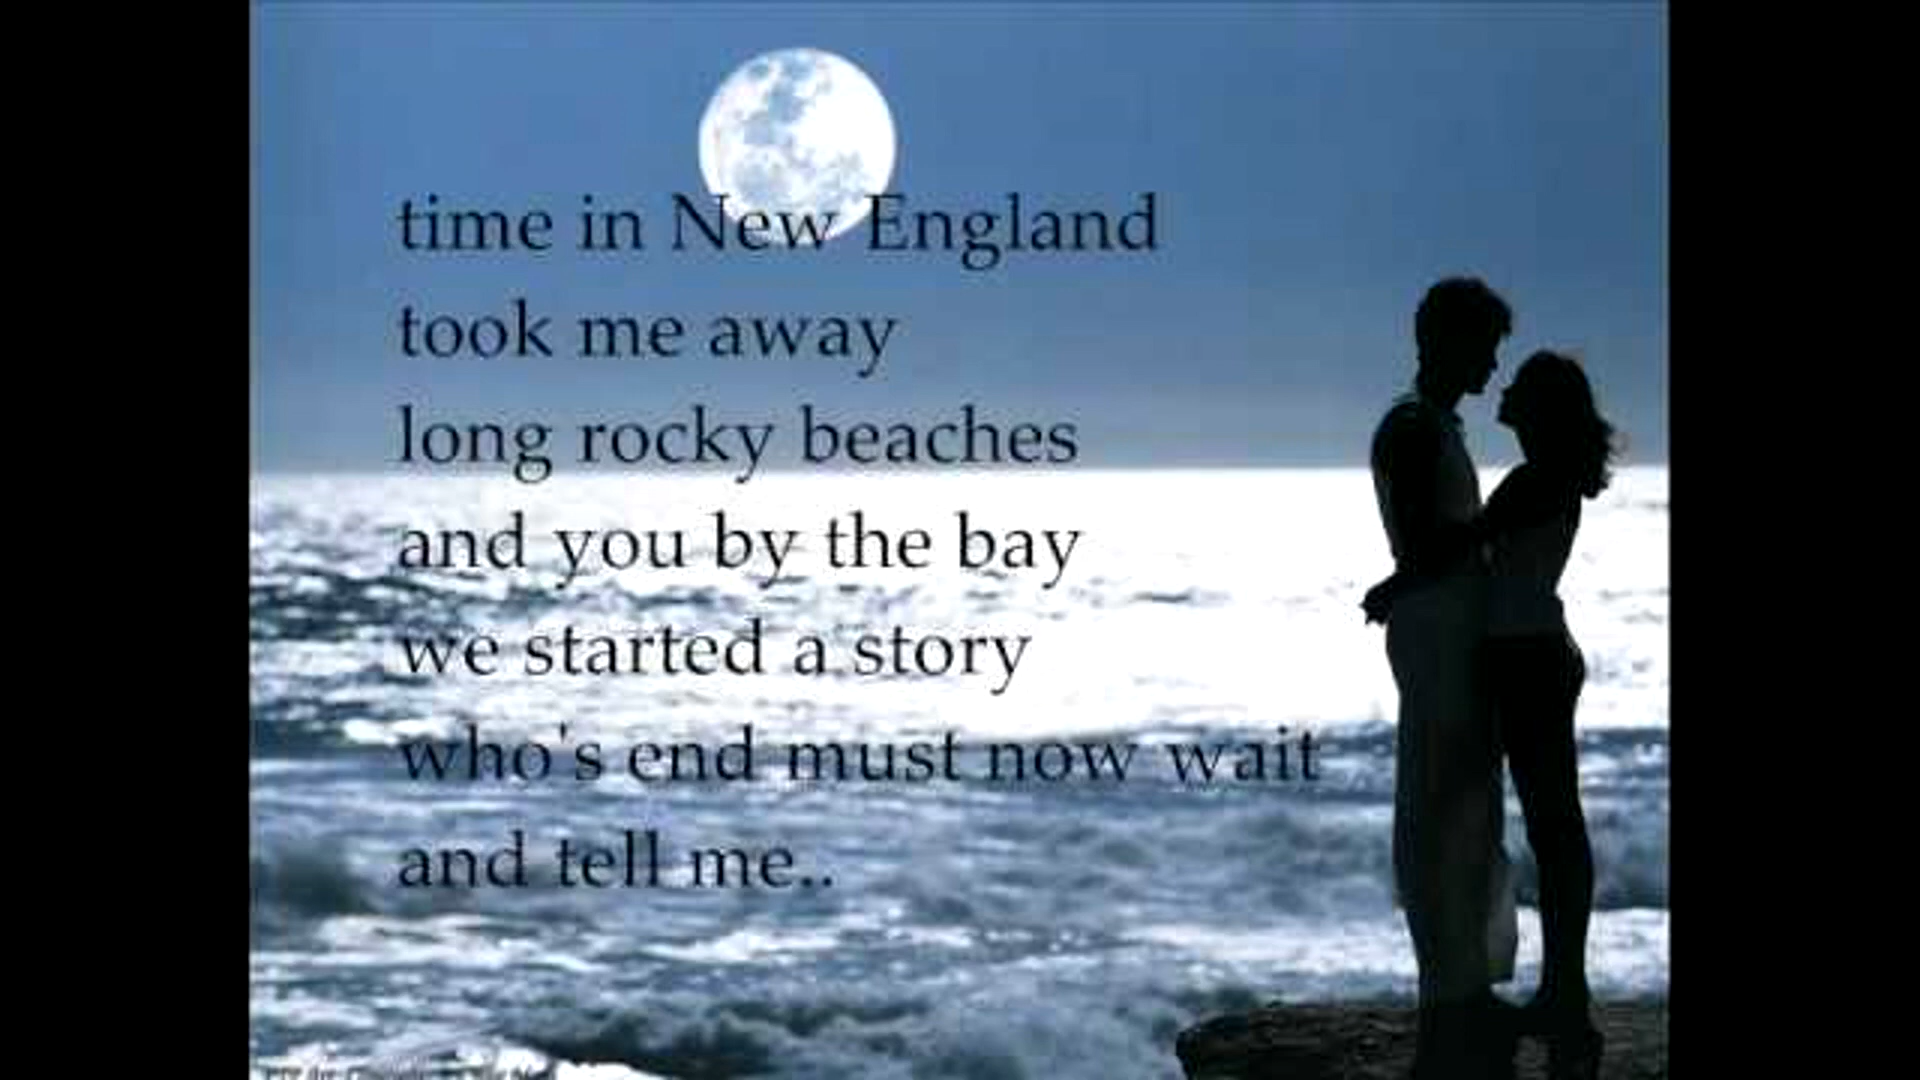 time in New England
took me away
long rocky beaches
and you by the bay
we started a story
who's end must now wait
and tell me..